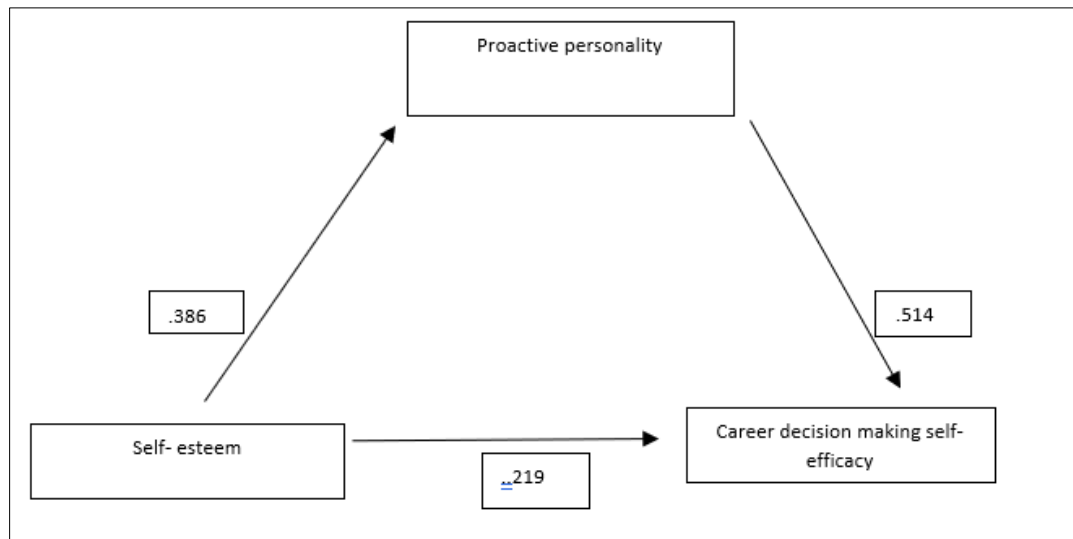 Proactive personality
.386
.514
Self- esteem
Career decision making self-
efficacy
..219